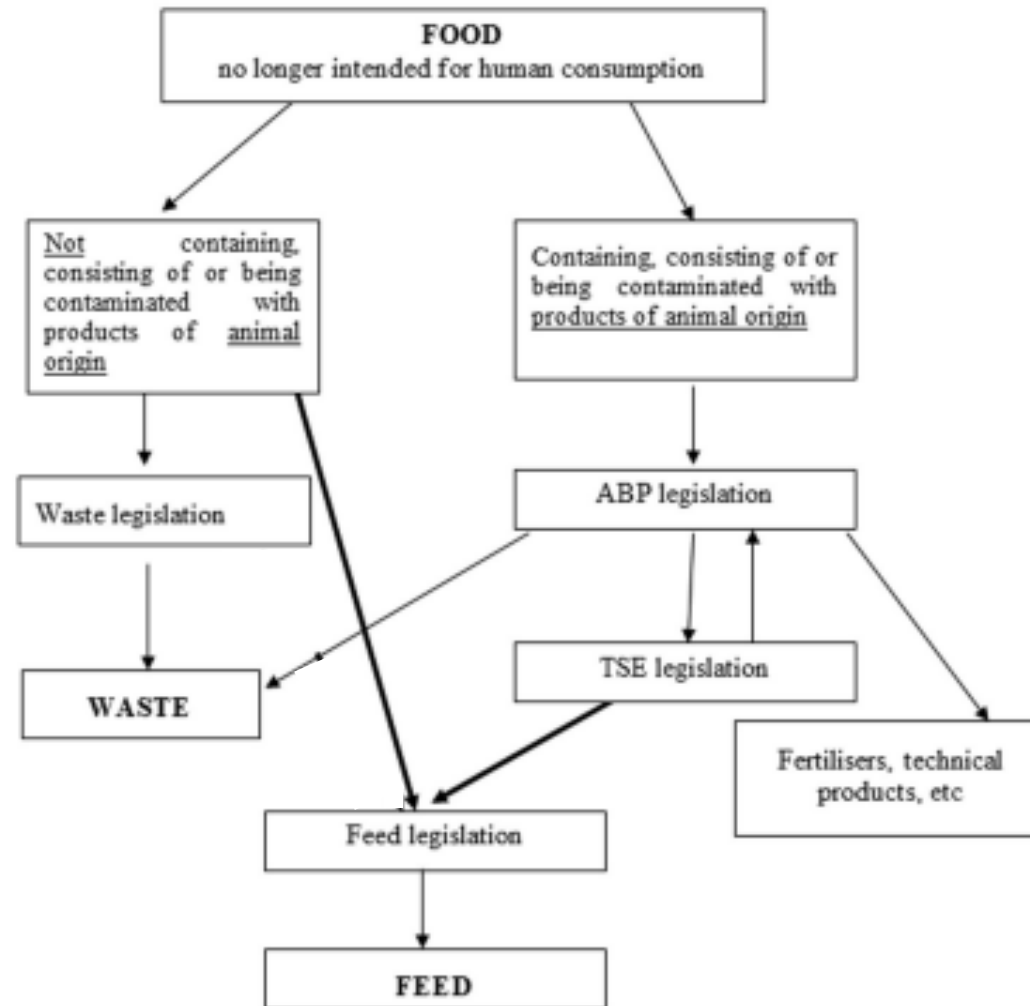 FOOD
no longer intended for human consumption
Not containing,
consisting of or being
contaminated with
products of animal
origin
Containing, consisting of or
being contaminated with
products of animal origin
Waste legislation
ABP legislation
WASTE
TSE legislation
Fertilisers, technical
products, etc
Feed legislation
FEED